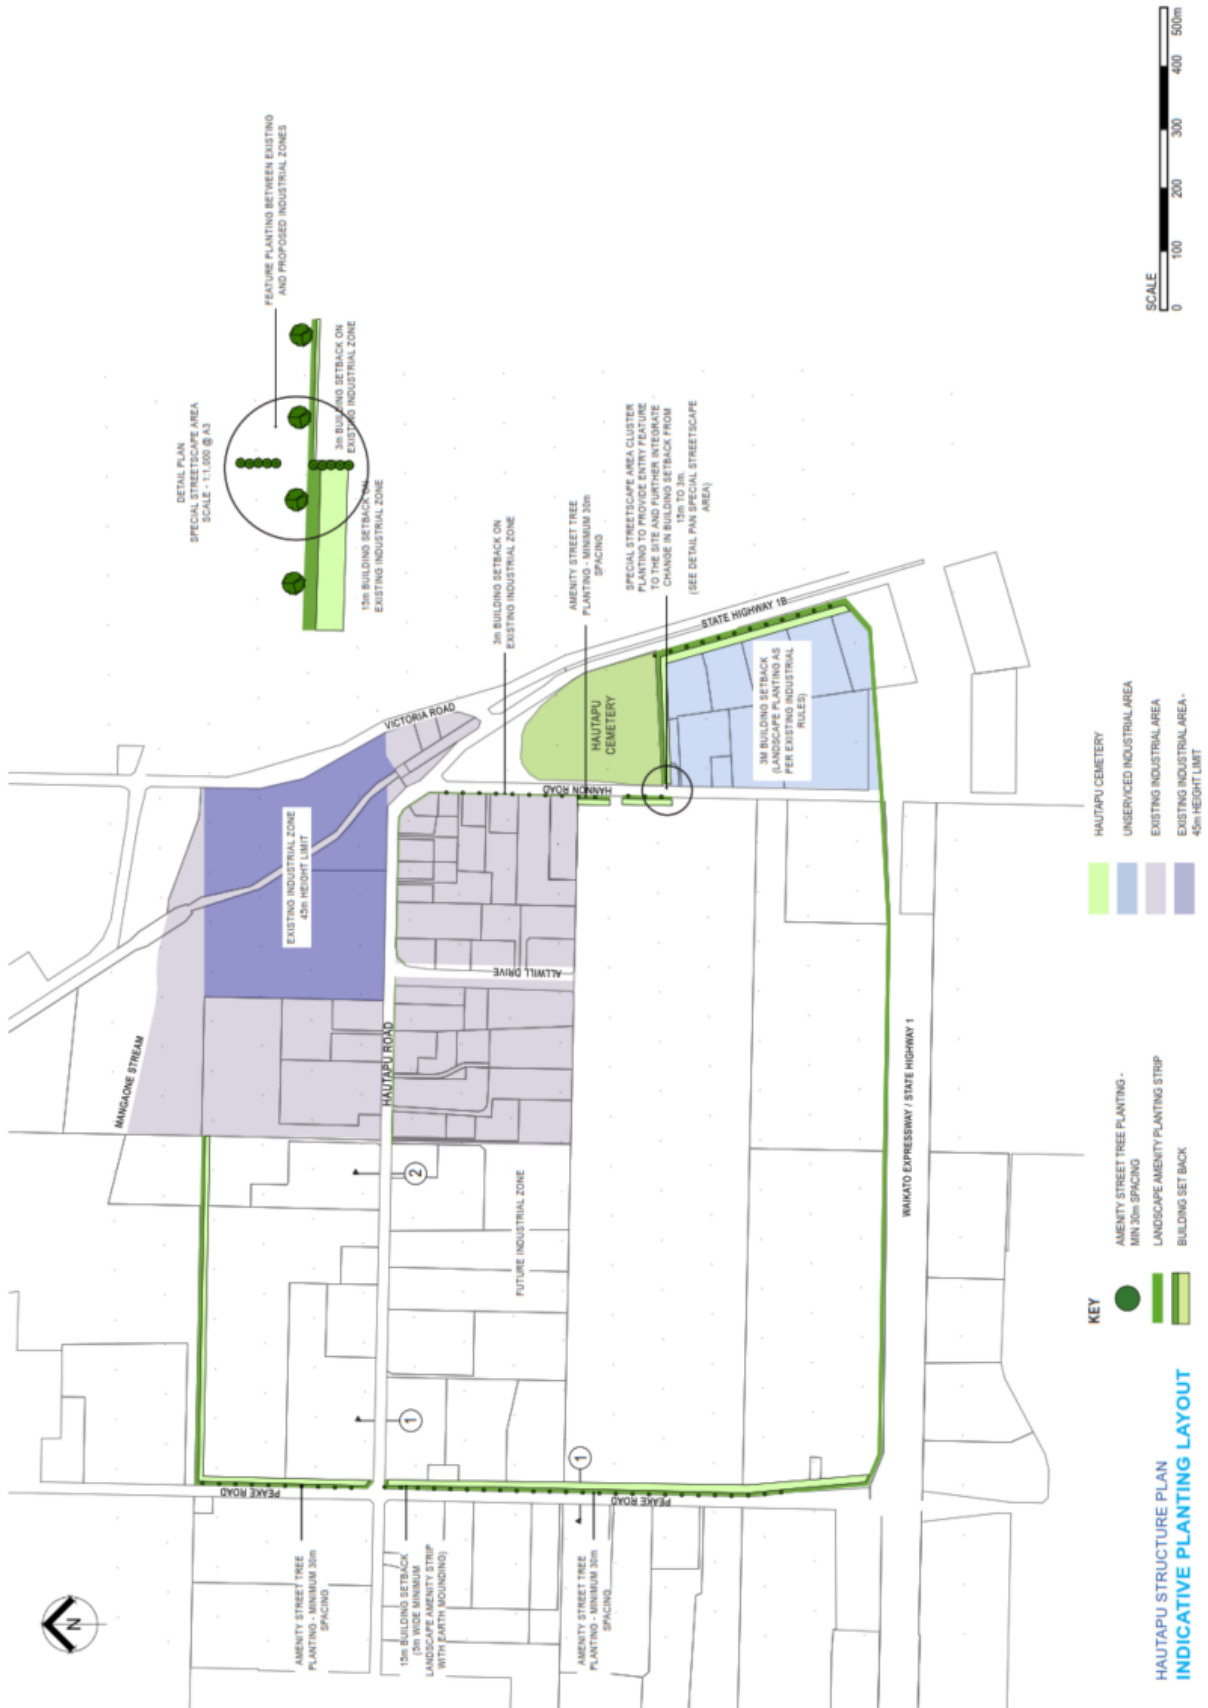 N
DETAIL PLAN
SPECIAL STREETSCAPE AREA
SCALE - 1:1,000 @ A3
FEATURE PLANTING BETWEEN EXISTING
AND PROPOSED INDUSTRIAL ZONES
3m BUILDING SETBACK ON
EXISTING INDUSTRIAL ZONE
15m BUILDING SETBACK ON
EXISTING INDUSTRIAL ZONE
3m BUILDING SETBACK ON
EXISTING INDUSTRIAL ZONE
AMENITY STREET TREE
PLANTING - MINIMUM 30m
SPACING
SPECIAL STREETSCAPE AREA CLUSTER
PLANTING TO PROVIDE ENTRY FEATURE
TO THE SITE AND FURTHER INTEGRATE
CHANGE IN BUILDING SETBACK FROM
15m TO 3m.
(SEE DETAIL PAN SPECIAL STREETSCAPE
AREA)
MANGAONE STREAM
EXISTING INDUSTRIAL ZONE
45m HEIGHT LIMIT
VICTORIA ROAD
HAUTAPU
CEMETERY
STATE HIGHWAY 1B
3M BUILDING SETBACK
(LANDSCAPE PLANTING AS
PER EXISTING INDUSTRIAL
RULES)
HANNON ROAD
ALLWILL DRIVE
HAUTAPU ROAD
2
FUTURE INDUSTRIAL ZONE
1
1
PEAKE ROAD
PEAKE ROAD
WAIKATO EXPRESSWAY / STATE HIGHWAY 1
AMENITY STREET TREE
PLANTING - MINIMUM 30m
SPACING
15m BUILDING SETBACK
(5m WIDE MINIMUM
LANDSCAPE AMENITY STRIP
WITH EARTH MOUNDING)
AMENITY STREET TREE
PLANTING - MINIMUM 30m
SPACING
HAUTAPU STRUCTURE PLAN
INDICATIVE PLANTING LAYOUT
KEY
AMENITY STREET TREE PLANTING -
MIN 30m SPACING
LANDSCAPE AMENITY PLANTING STRIP
BUILDING SET BACK
HAUTAPU CEMETERY
UNSERVICED INDUSTRIAL AREA
EXISTING INDUSTRIAL AREA
EXISTING INDUSTRIAL AREA -
45m HEIGHT LIMIT
SCALE
0 100 200 300 400 500m